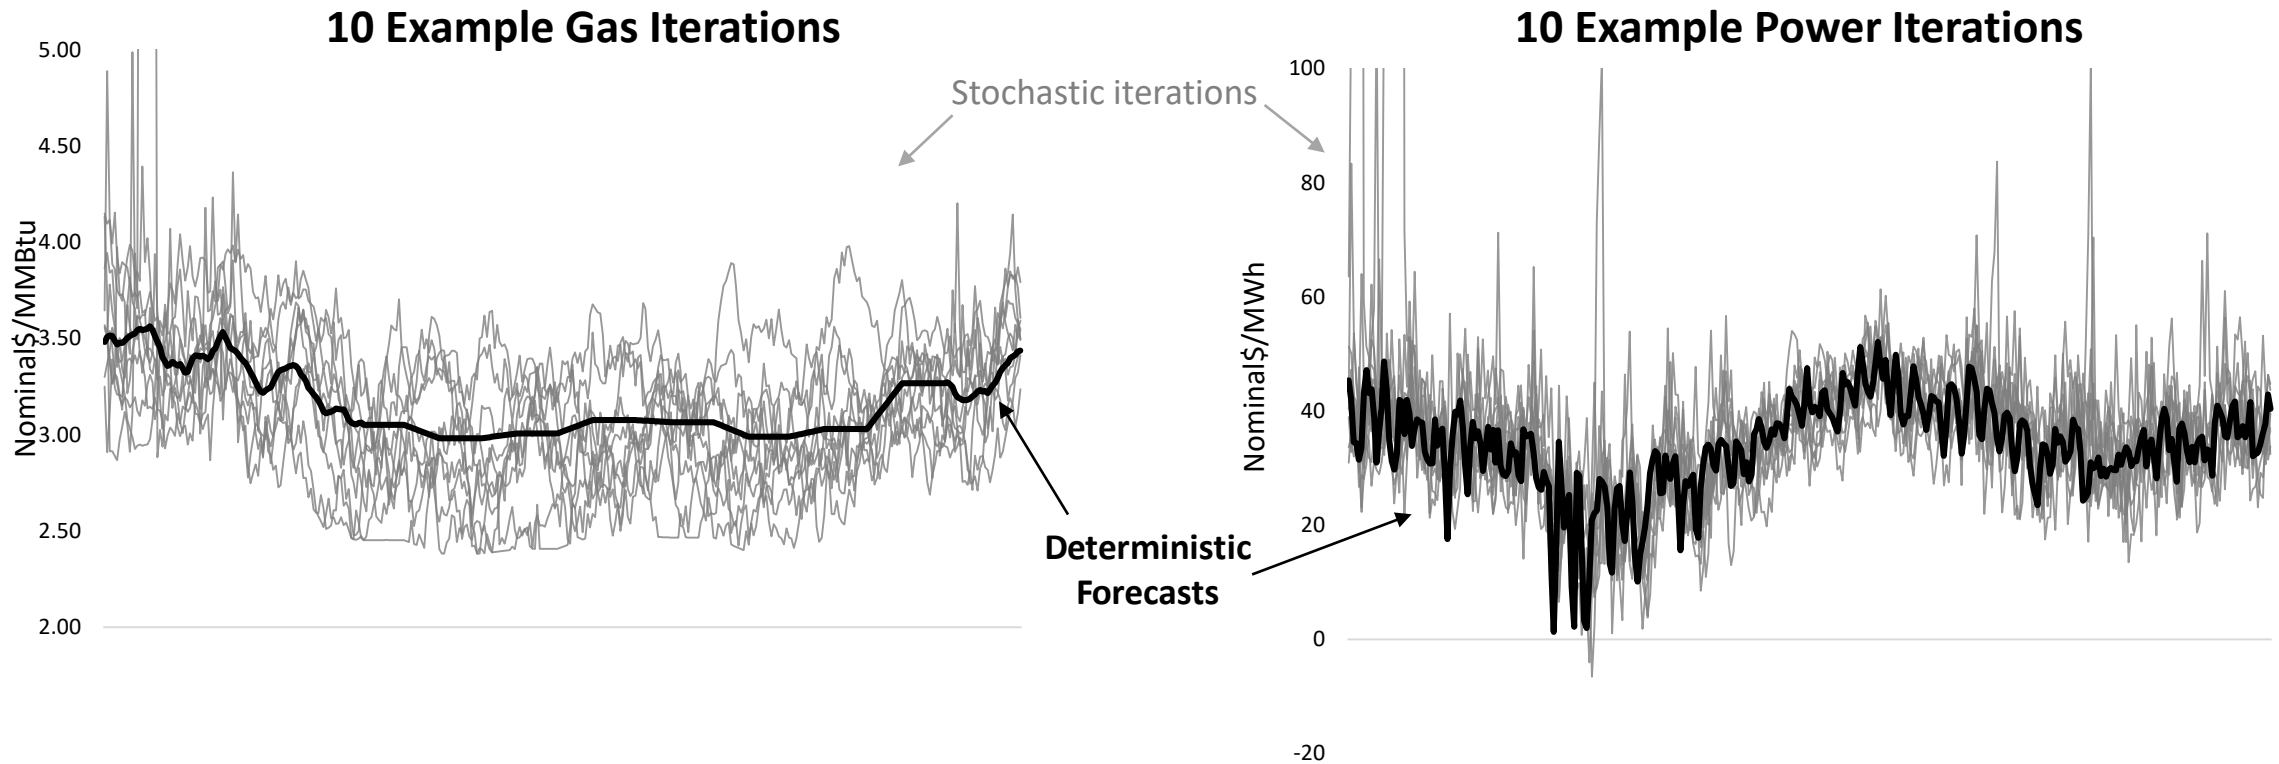 10 Example Gas Iterations
5.00
4.50
4.00
3.50
3.00
2.50
2.00
Nominal$/MMBtu
Stochastic iterations
Deterministic
Forecasts
10 Example Power Iterations
100
80
60
40
20
0
-20
Nominal$/MWh